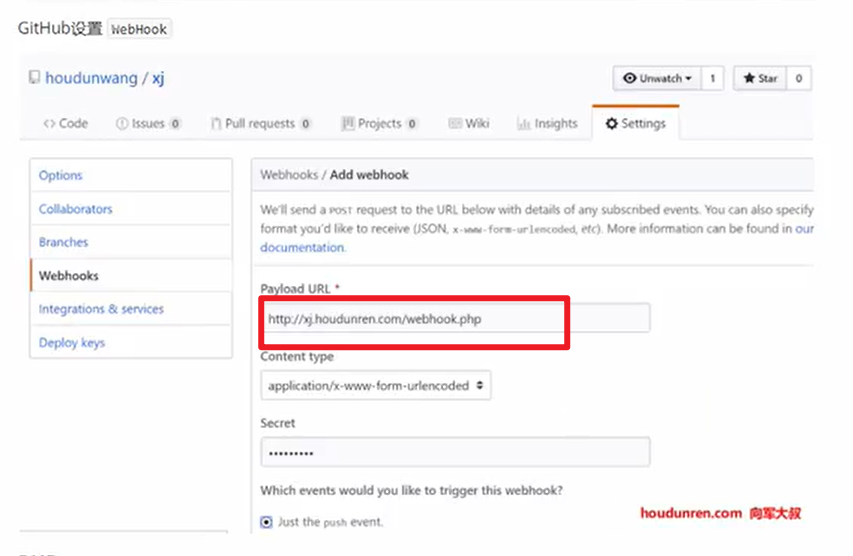 GitHub设置 WebHook
houdunwang / xj
Unwatch 1 Star 0
Code Issues 0 Pull requests 0 Projects 0 Wiki Insights Settings
Options
Collaborators
Branches
Webhooks
Integrations & services
Deploy keys
Webhooks / Add webhook
We'll send a POST request to the URL below with details of any subscribed events. You can also specify
format you'd like to receive (JSON, x-www-form-urlencoded, etc). More information can be found in our
documentation.
Payload URL *
http://xj.houdunren.com/webhook.php
Content type
application/x-www-form-urlencoded
Secret
•••••••••
Which events would you like to trigger this webhook?
Just the push event.
houdunren.com 向军大叔